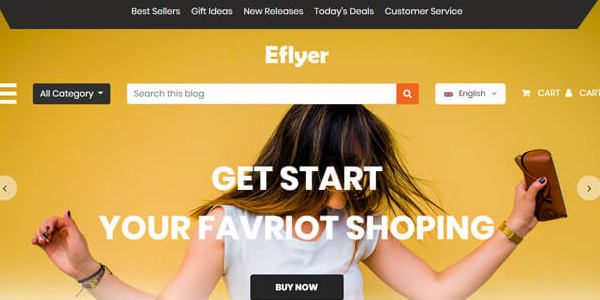 Best Sellers Gift Ideas New Releases Today's Deals Customer Service
Eflyer
All Category Search this blog English CART CART
GET START
YOUR FAVRIOT SHOPING
BUY NOW